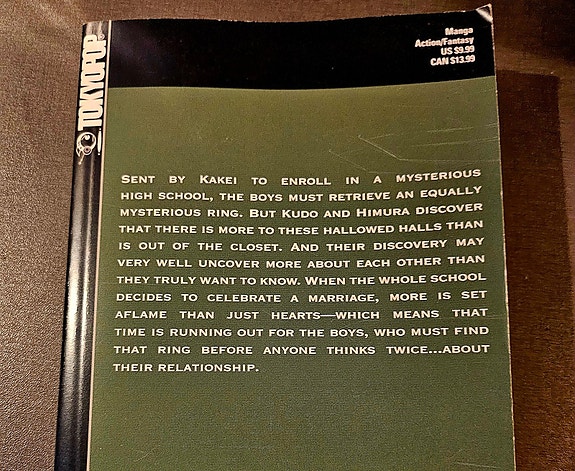 TOKYOPOP®
Manga
Action/Fantasy
US $9.99
CAN $13.99
SENT BY KAKEI TO ENROLL IN A MYSTERIOUS
HIGH SCHOOL, THE BOYS MUST RETRIEVE AN EQUALLY
MYSTERIOUS RING. BUT KUDO AND HIMURA DISCOVER
THAT THERE IS MORE TO THESE HALLOWED HALLS THAN
IS OUT OF THE CLOSET. AND THEIR DISCOVERY MAY
VERY WELL UNCOVER MORE ABOUT EACH OTHER THAN
THEY TRULY WANT TO KNOW. WHEN THE WHOLE SCHOOL
DECIDES TO CELEBRATE A MARRIAGE, MORE IS SET
AFLAME THAN JUST HEARTS—WHICH MEANS THAT
TIME IS RUNNING OUT FOR THE BOYS, WHO MUST FIND
THAT RING BEFORE ANYONE THINKS TWICE...ABOUT
THEIR RELATIONSHIP.